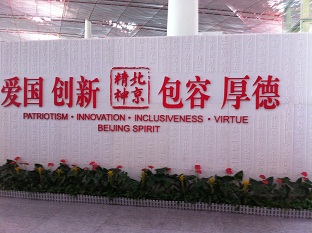 爱国 创新 北京精神 包容 厚德
PATRIOTISM · INNOVATION · INCLUSIVENESS · VIRTUE
BEIJING SPIRIT